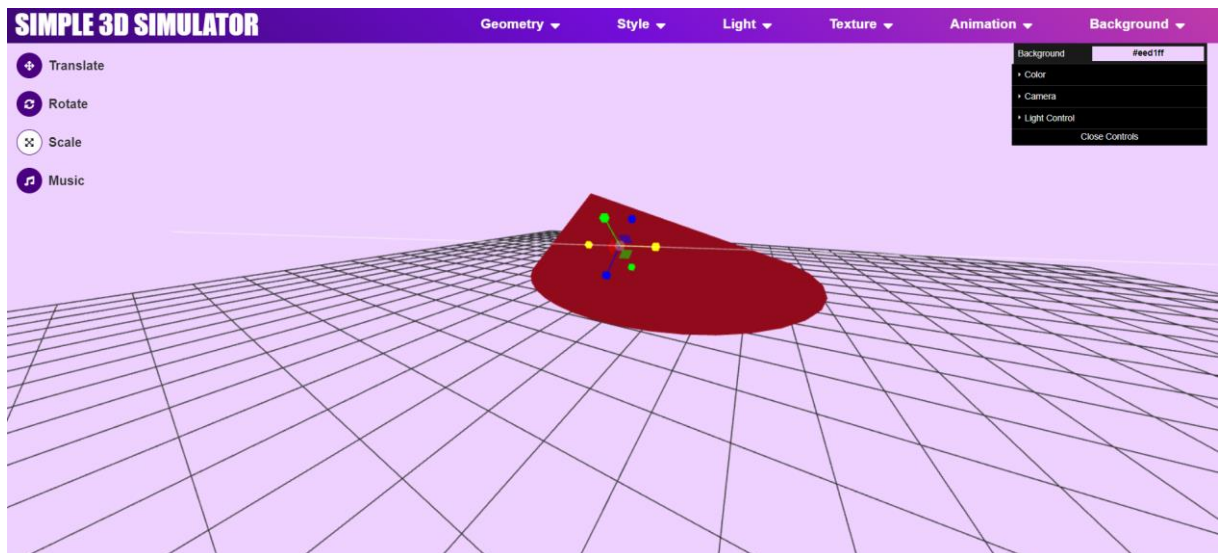 SIMPLE 3D SIMULATOR
Geometry
Style
Light
Texture
Animation
Background
Translate
Rotate
Scale
Music
Background #eed1ff
Color
Camera
Light Control
Close Controls